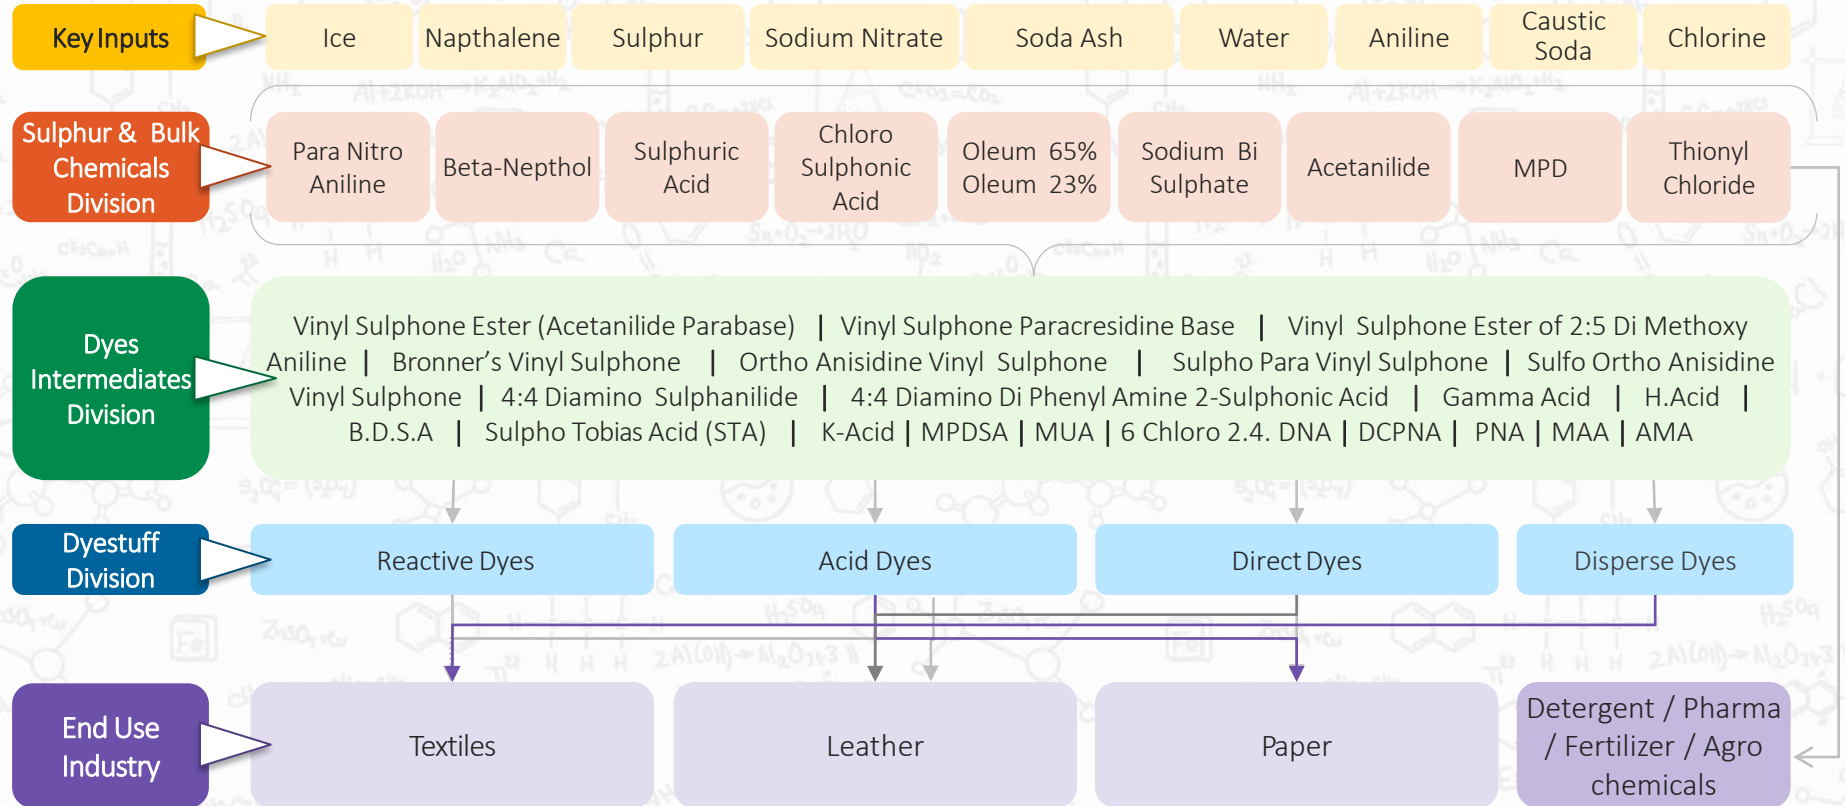 Key Inputs
Ice
Napthalene
Sulphur
Sodium Nitrate
Soda Ash
Water
Aniline
Caustic
Soda
Chlorine
Sulphur & Bulk
Chemicals
Division
Para Nitro
Aniline
Beta-Nepthol
Sulphuric
Acid
Chloro
Sulphonic
Acid
Oleum 65%
Oleum 23%
Sodium Bi
Sulphate
Acetanilide
MPD
Thionyl
Chloride
Dyes
Intermediates
Division
Vinyl Sulphone Ester (Acetanilide Parabase) | Vinyl Sulphone Paracresidine Base | Vinyl Sulphone Ester of 2:5 Di Methoxy
Aniline | Bronner's Vinyl Sulphone | Ortho Anisidine Vinyl Sulphone | Sulpho Para Vinyl Sulphone | Sulfo Ortho Anisidine
Vinyl Sulphone | 4:4 Diamino Sulphanilide | 4:4 Diamino Di Phenyl Amine 2-Sulphonic Acid | Gamma Acid | H.Acid |
B.D.S.A | Sulpho Tobias Acid (STA) | K-Acid | MPDSA | MUA | 6 Chloro 2.4. DNA | DCPNA | PNA | MAA | AMA
Dyestuff
Division
Reactive Dyes
Acid Dyes
Direct Dyes
Disperse Dyes
End Use
Industry
Textiles
Leather
Paper
Detergent / Pharma
/ Fertilizer / Agro
chemicals